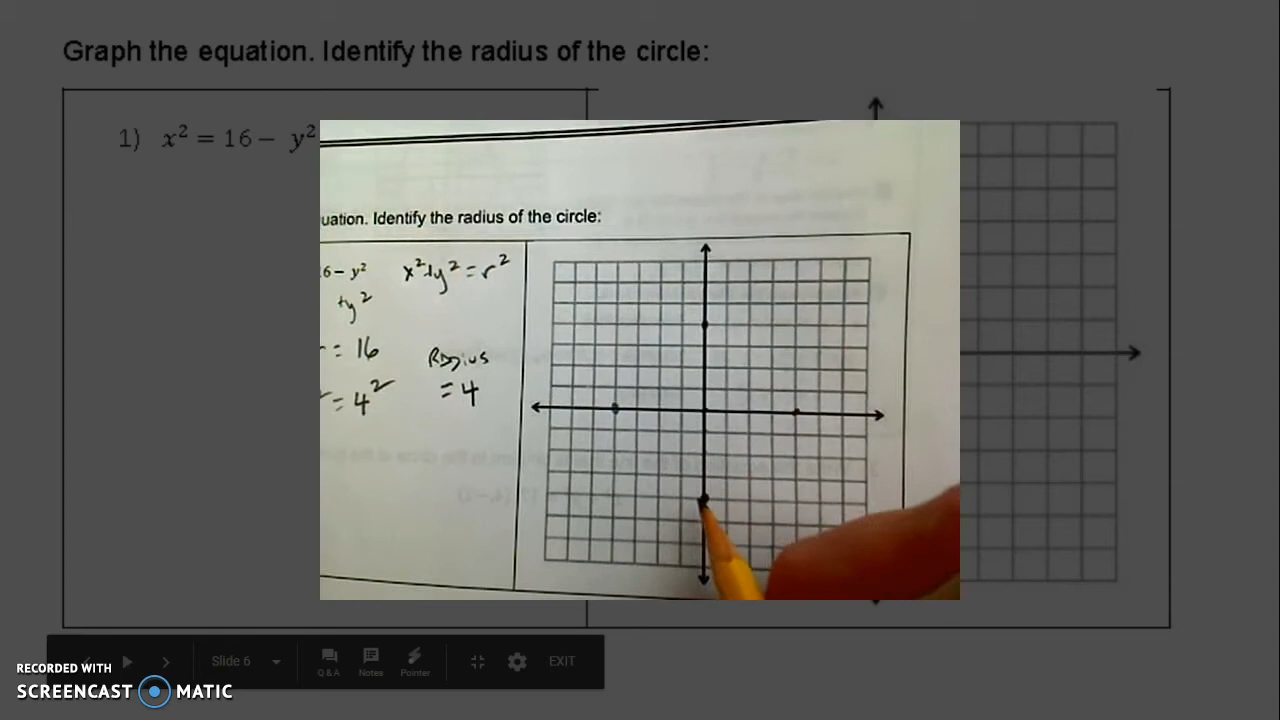 Graph the equation. Identify the radius of the circle:
1) x² = 16 − y²
uation. Identify the radius of the circle:
6 − y² x² + y² = r²
+y²
= 16 Radius
= 4² = 4
Slide 6 Q & A Notes Pointer EXIT
RECORDED WITH
SCREENCAST MATIC